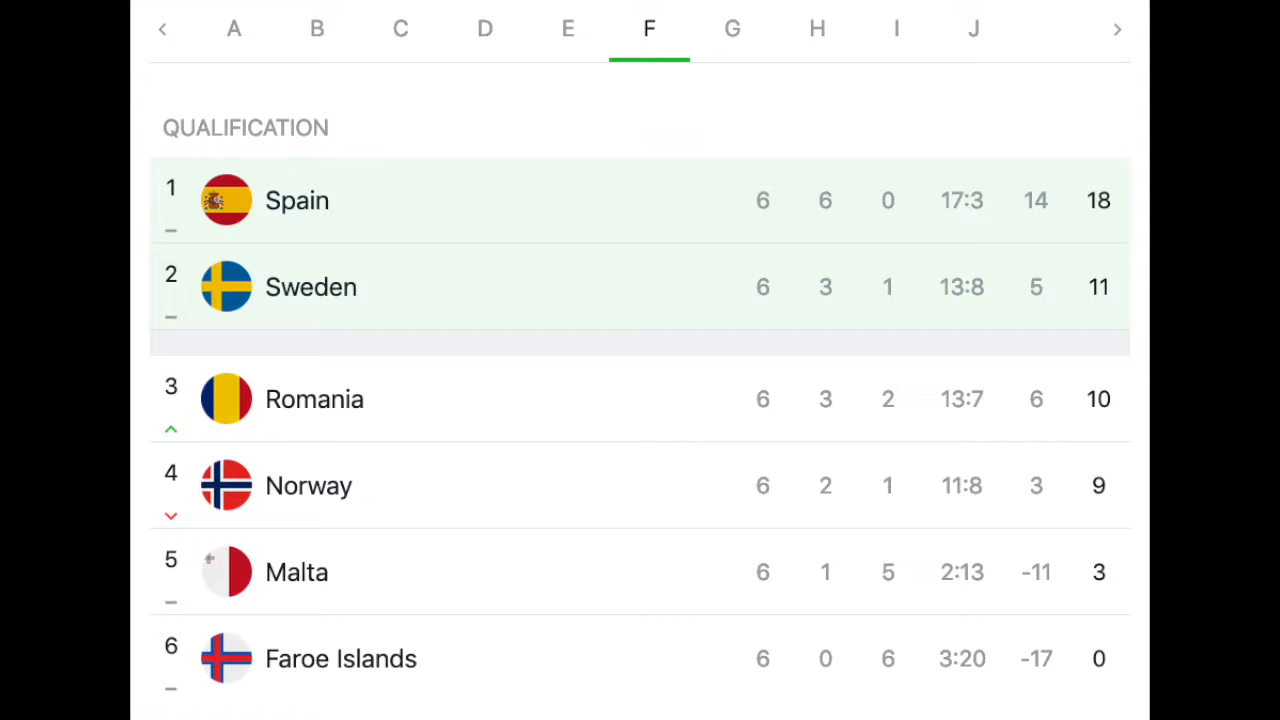 A B C D E F G H I J
QUALIFICATION
1 Spain 6 6 0 17:3 14 18
2 Sweden 6 3 1 13:8 5 11
3 Romania 6 3 2 13:7 6 10
4 Norway 6 2 1 11:8 3 9
5 Malta 6 1 5 2:13 -11 3
6 Faroe Islands 6 0 6 3:20 -17 0